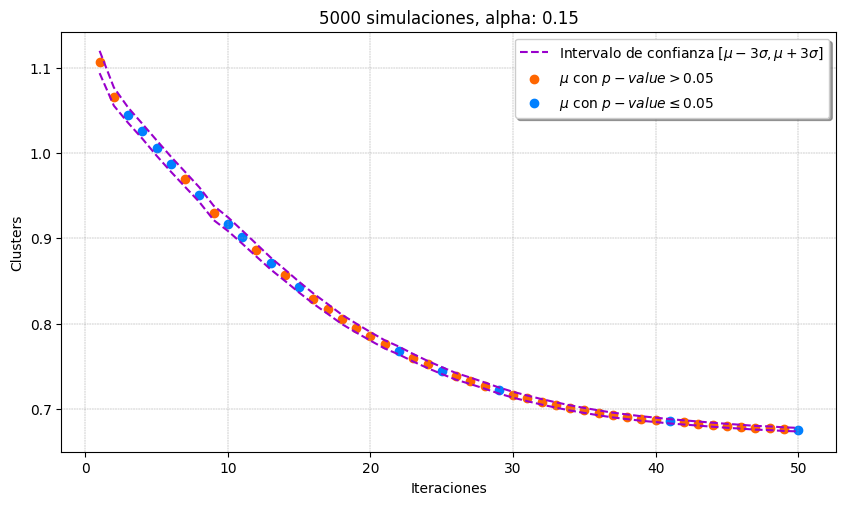 5000 simulaciones, alpha: 0.15
Intervalo de confianza [μ − 3σ, μ + 3σ]
μ con p − value > 0.05
μ con p − value ≤ 0.05
Clusters
1.1
1.0
0.9
0.8
0.7
0 10 20 30 40 50
Iteraciones